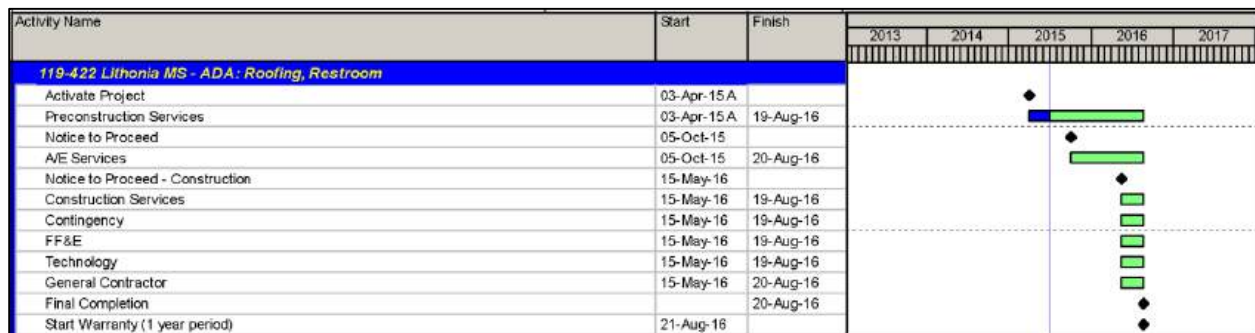 Activity Name Start Finish
2013 2014 2015 2016 2017
119-422 Lithonia MS - ADA: Roofing, Restroom
Activate Project 03-Apr-15 A
Preconstruction Services 03-Apr-15 A 19-Aug-16
Notice to Proceed 05-Oct-15
A/E Services 05-Oct-15 20-Aug-16
Notice to Proceed - Construction 15-May-16
Construction Services 15-May-16 19-Aug-16
Contingency 15-May-16 19-Aug-16
FF&E 15-May-16 19-Aug-16
Technology 15-May-16 19-Aug-16
General Contractor 15-May-16 20-Aug-16
Final Completion 20-Aug-16
Start Warranty (1 year period) 21-Aug-16